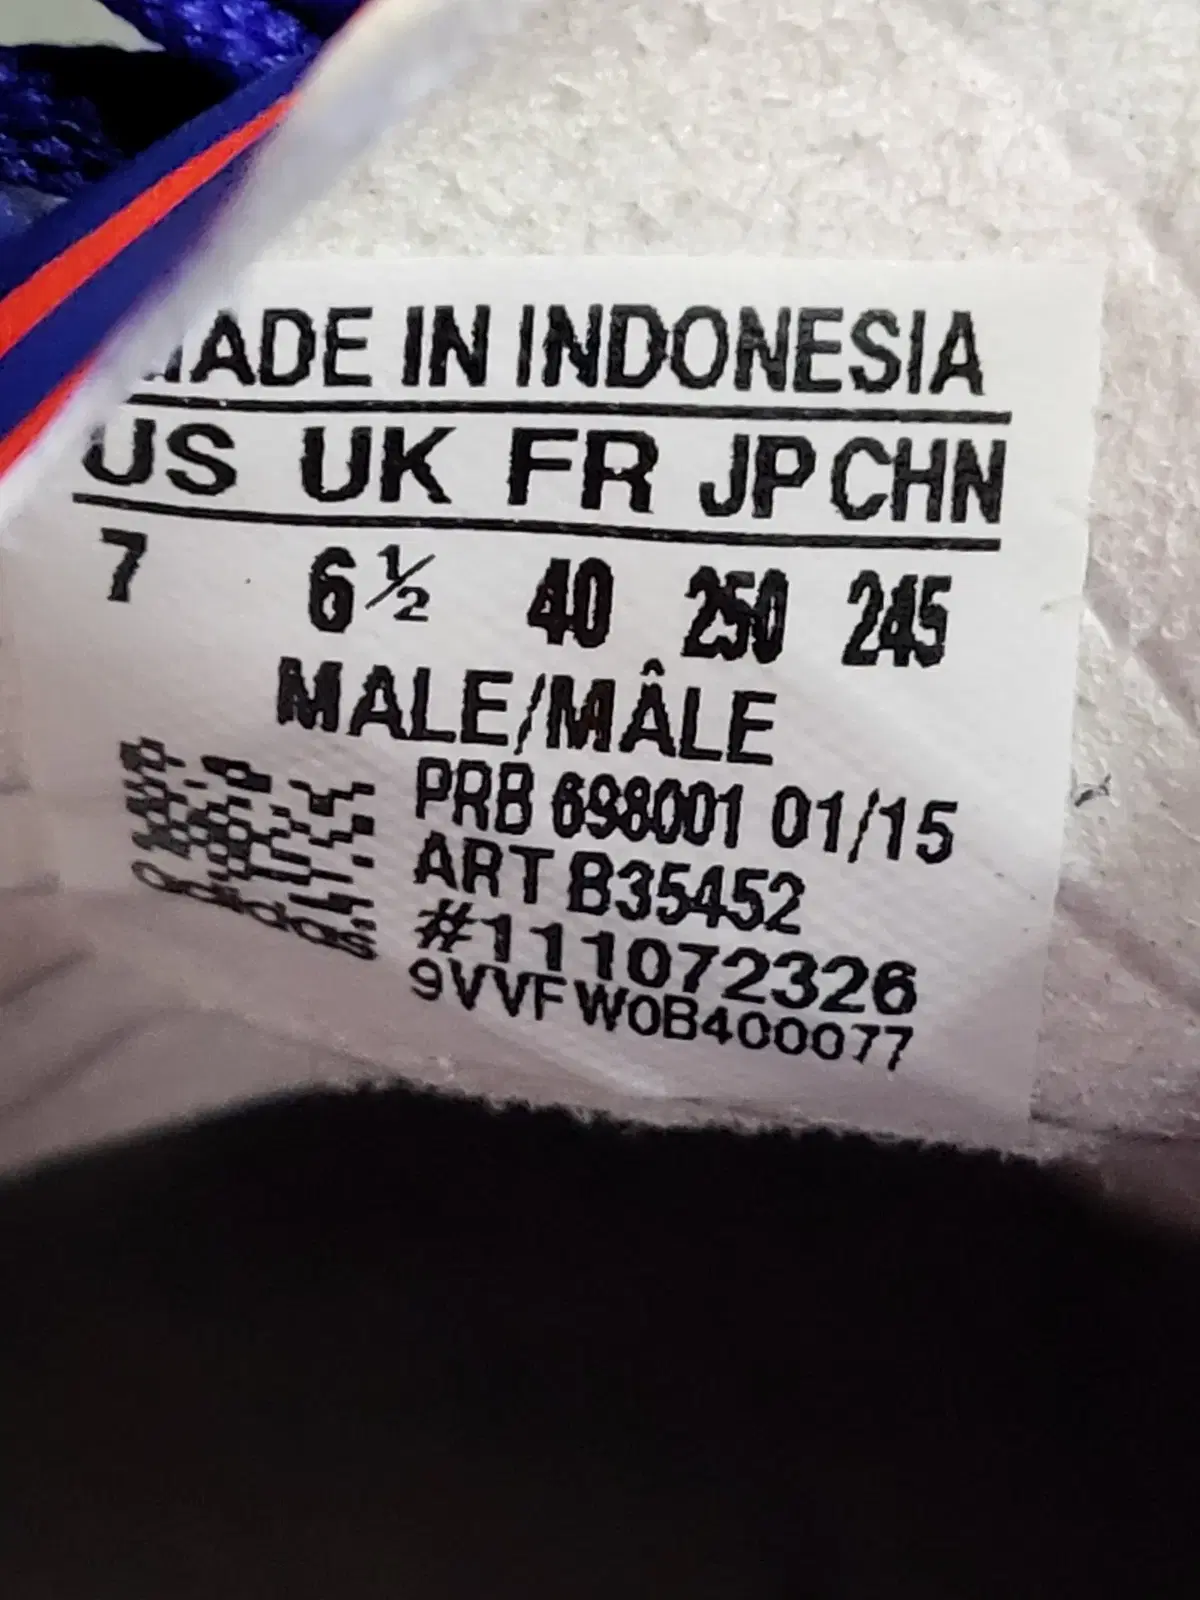 MADE IN INDONESIA
US UK FR JP CHN
7 6½ 40 250 245
MALE/MÂLE
PRB 698001 01/15
ART B35452
#111072326
9VVFW0B400077
adidas